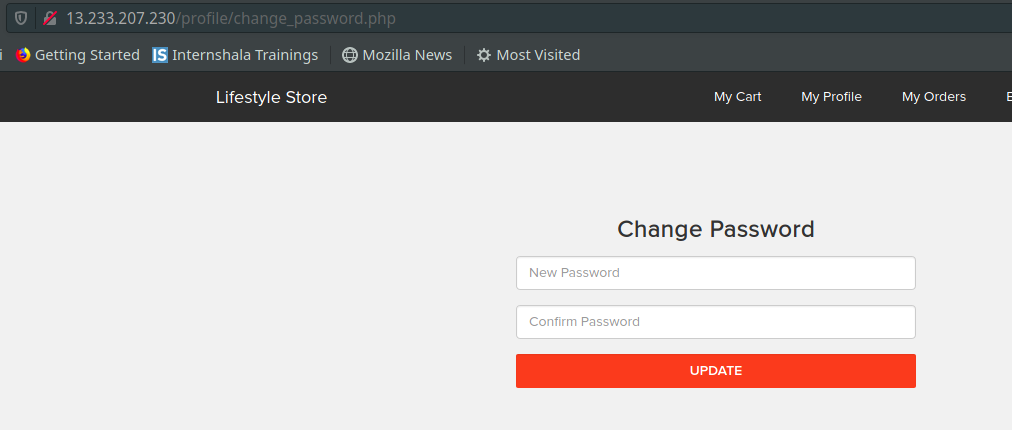 13.233.207.230/profile/change_password.php
i Getting Started Internshala Trainings Mozilla News Most Visited
Lifestyle Store My Cart My Profile My Orders
Change Password
New Password
Confirm Password
UPDATE